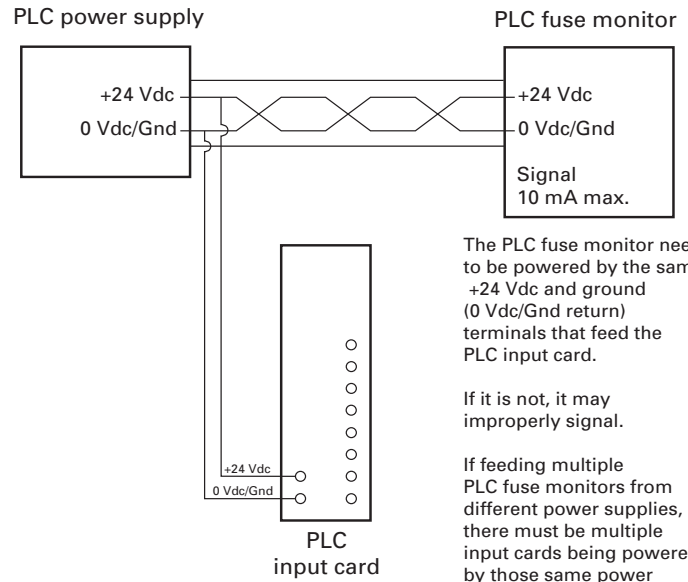 PLC power supply
PLC fuse monitor
+24 Vdc
0 Vdc/Gnd
+24 Vdc
0 Vdc/Gnd
Signal
10 mA max.
The PLC fuse monitor
to be powered by the
+24 Vdc and ground
(0 Vdc/Gnd return)
terminals that feed the
PLC input card.
If it is not, it may
improperly signal.
If feeding multiple
PLC fuse monitors from
different power supplies,
there must be multiple
input cards being
by those same power
+24 Vdc
0 Vdc/Gnd
PLC
input card